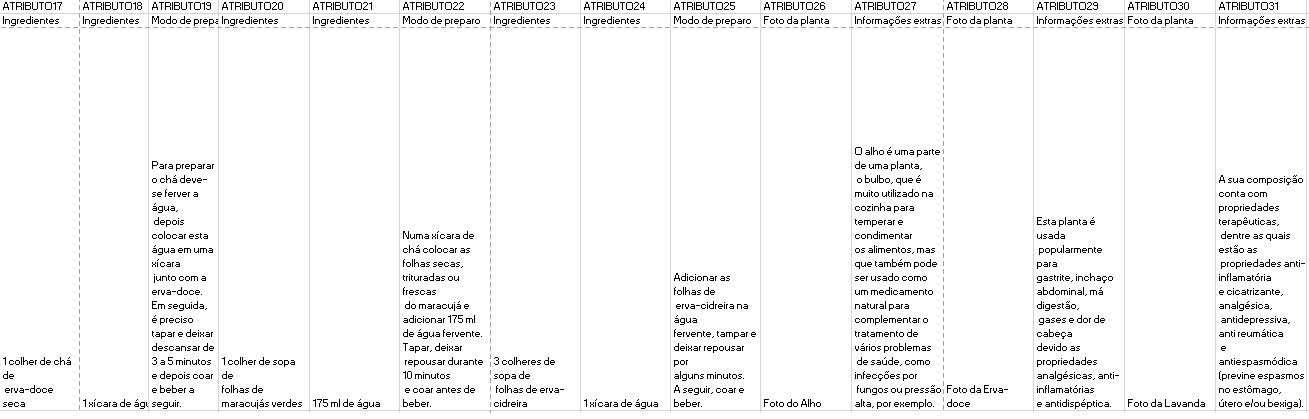 ATRIBUTO17 ATRIBUTO18 ATRIBUTO19 ATRIBUTO20 ATRIBUTO21 ATRIBUTO22 ATRIBUTO23 ATRIBUTO24 ATRIBUTO25 ATRIBUTO26 ATRIBUTO27 ATRIBUTO28 ATRIBUTO29 ATRIBUTO30 ATRIBUTO31
Ingredientes Ingredientes Modo de prepa Ingredientes Ingredientes Modo de preparo Ingredientes Ingredientes Modo de preparo Foto da planta Informações extras Foto da planta Informações extras Foto da planta Informações extras
1 colher de chá
de
erva-doce
seca
1 xícara de águ
Para preparar
o chá deve-
se ferver a
água,
depois
colocar esta
água em uma
xícara
junto com a
erva-doce.
Em seguida,
é preciso
tapar e deixar
descansar de
3 a 5 minutos
e depois coar
e beber a
seguir.
1 colher de sopa
de
folhas de
maracujás verdes
175 ml de água
Numa xícara de
chá colocar as
folhas secas,
trituradas ou
frescas
do maracujá e
adicionar 175 ml
de água fervente.
Tapar, deixar
repousar durante
10 minutos
e coar antes de
beber.
3 colheres de
sopa de
folhas de erva-
cidreira
1 xícara de água
Adicionar as
folhas de
erva-cidreira na
água
fervente, tampar e
deixar repousar
por
alguns minutos.
A seguir, coar e
beber.
Foto do Alho
O alho é uma parte
de uma planta,
o bulbo, que é
muito utilizado na
cozinha para
temperar e
condimentar
os alimentos, mas
que também pode
ser usado como
um medicamento
natural para
complementar o
tratamento de
vários problemas
de saúde, como
infecções por
fungos ou pressão
alta, por exemplo.
Foto da Erva-
doce
Esta planta é
usada
popularmente
para
gastrite, inchaço
abdominal, má
digestão,
gases e dor de
cabeça
devido as
propriedades
analgésicas, anti-
inflamatórias
e antidispéptica.
Foto da Lavanda
A sua composição
conta com
propriedades
terapêuticas,
dentre as quais
estão as
propriedades anti-
inflamatória
e cicatrizante,
analgésica,
antidepressiva,
anti reumática
e
antiespasmódica
(previne espasmos
no estômago,
útero e/ou bexiga).